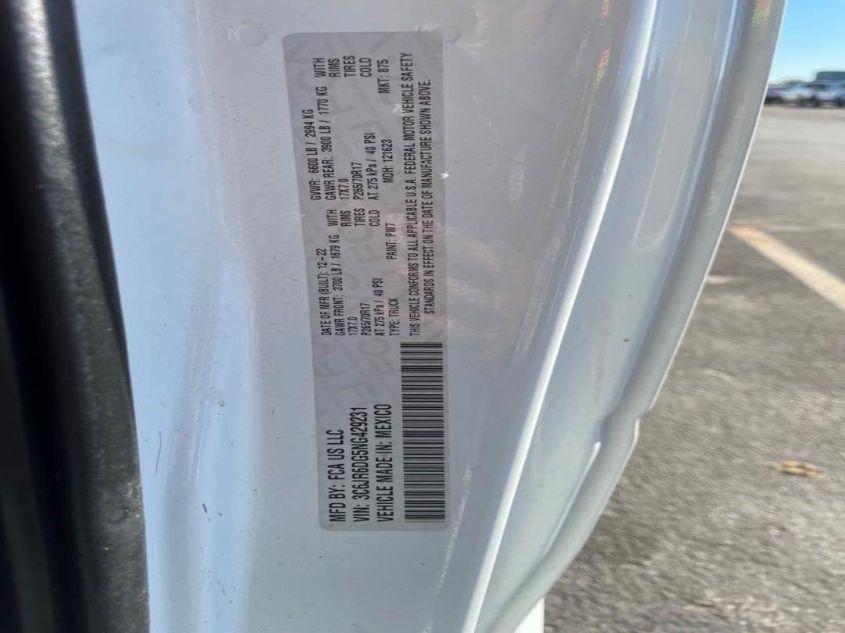 MFD BY: FCA US LLC
VIN: 3C6JR6DG5NG429231
VEHICLE MADE IN: MEXICO
DATE OF MFR (BUILT): 12-22 GVWR: 6600 LB / 2994 KG
GAWR FRONT: 3700 LB / 1679 KG WITH GAWR REAR: 3900 LB / 1770 KG WITH
17X7.0 RIMS 17X7.0 RIMS
P265/70R17 TIRES P265/70R17 TIRES
AT 275 kPa / 40 PSI COLD AT 275 kPa / 40 PSI COLD
TYPE: TRUCK PAINT: PW7 MDH: 121623 MKT: 875
THIS VEHICLE CONFORMS TO ALL APPLICABLE U.S.A. FEDERAL MOTOR VEHICLE SAFETY
STANDARDS IN EFFECT ON THE DATE OF MANUFACTURE SHOWN ABOVE.